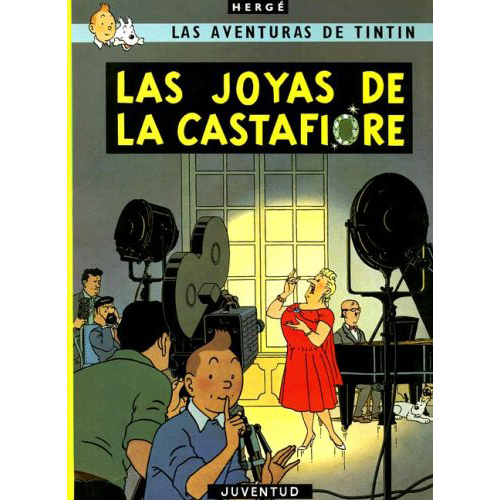 HERGÉ
LAS AVENTURAS DE TINTIN
LAS JOYAS DE
LA CASTAFIORE
JUVENTUD